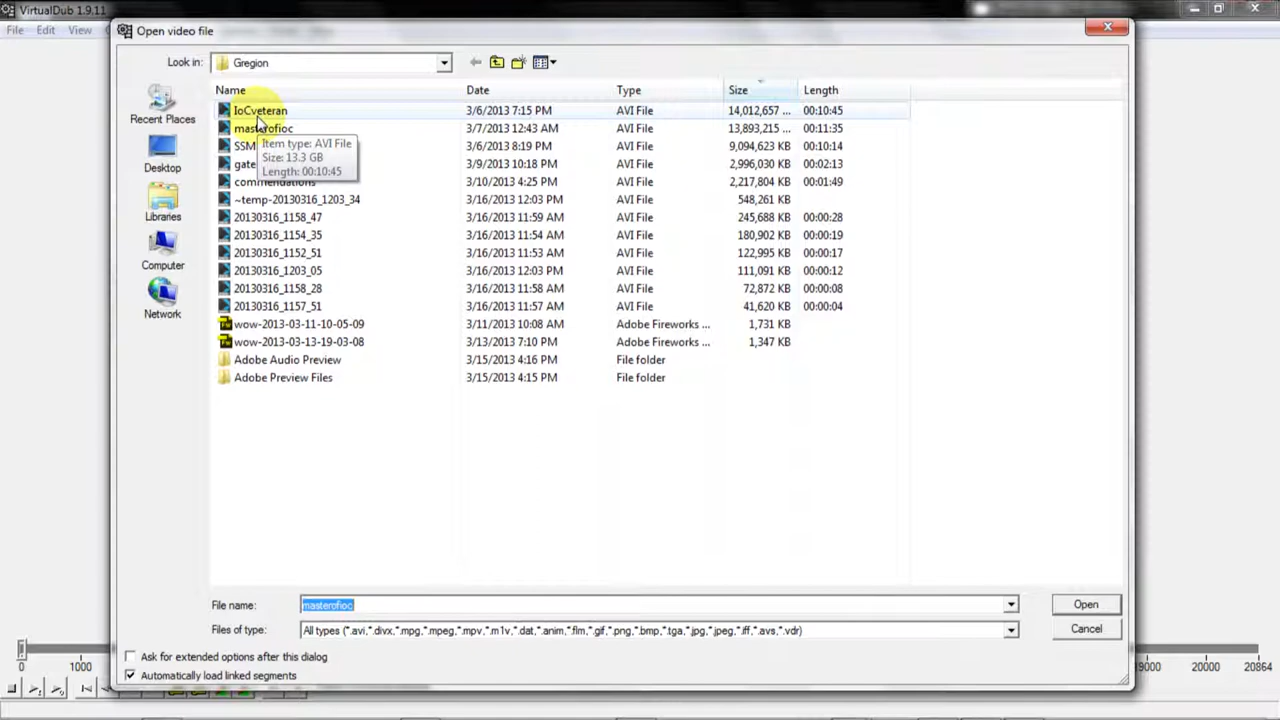 VirtualDub 1.9.11
File Edit View
Open video file
Look in: Gregion
Name Date Type Size Length
IoCveteran 3/6/2013 7:15 PM AVI File 14,012,657 ... 00:10:45
masterofioc 3/7/2013 12:43 AM AVI File 13,893,215 ... 00:11:35
SSM 3/6/2013 8:19 PM AVI File 9,094,623 KB 00:10:14
gate 3/9/2013 10:18 PM AVI File 2,996,030 KB 00:02:13
commendations 3/10/2013 4:25 PM AVI File 2,217,804 KB 00:01:49
~temp-20130316_1203_34 3/16/2013 12:03 PM AVI File 548,261 KB
20130316_1158_47 3/16/2013 11:59 AM AVI File 245,688 KB 00:00:28
20130316_1154_35 3/16/2013 11:54 AM AVI File 180,902 KB 00:00:19
20130316_1152_51 3/16/2013 11:53 AM AVI File 122,995 KB 00:00:17
20130316_1203_05 3/16/2013 12:03 PM AVI File 111,091 KB 00:00:12
20130316_1158_28 3/16/2013 11:58 AM AVI File 72,872 KB 00:00:08
20130316_1157_51 3/16/2013 11:57 AM AVI File 41,620 KB 00:00:04
wow-2013-03-11-10-05-09 3/11/2013 10:08 AM Adobe Fireworks ... 1,731 KB
wow-2013-03-13-19-03-08 3/13/2013 7:10 PM Adobe Fireworks ... 1,347 KB
Adobe Audio Preview 3/15/2013 4:16 PM File folder
Adobe Preview Files 3/15/2013 4:15 PM File folder
Item type: AVI File
Size: 13.3 GB
Length: 00:10:45
Recent Places
Desktop
Libraries
Computer
Network
File name: masterofioc Open
Files of type: All types (*.avi,*.divx,*.mpg,*.mpeg,*.mpv,*.m1v,*.dat,*.anim,*.flm,*.gif,*.png,*.bmp,*.tga,*.jpg,*.jpeg,*.iff,*.avs,*.vdr) Cancel
Ask for extended options after this dialog
Automatically load linked segments
0 1000 19000 20000 20864